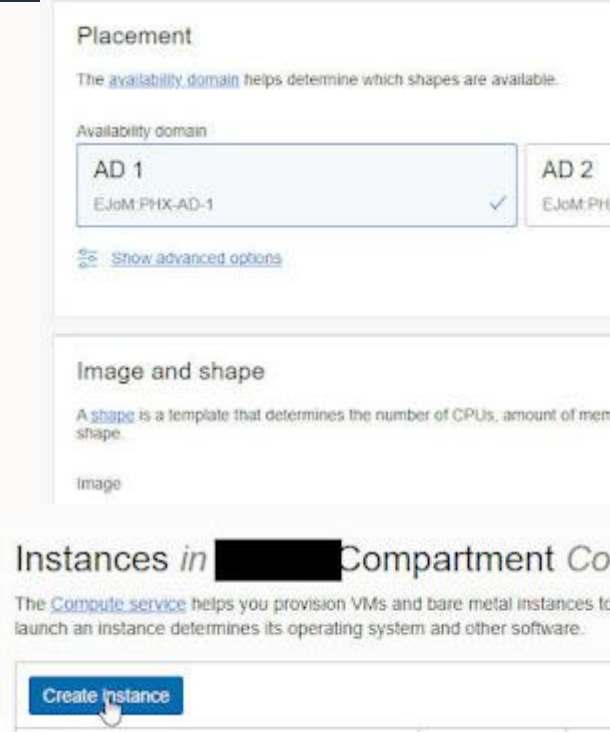 Placement
The availability domain helps determine which shapes are available.
Availability domain
AD 1
EJoM:PHX-AD-1
AD 2
EJoM:PH
Show advanced options
Image and shape
A shape is a template that determines the number of CPUs, amount of mem
shape.
Image
Instances in Compartment Co
The Compute service helps you provision VMs and bare metal instances to
launch an instance determines its operating system and other software.
Create instance